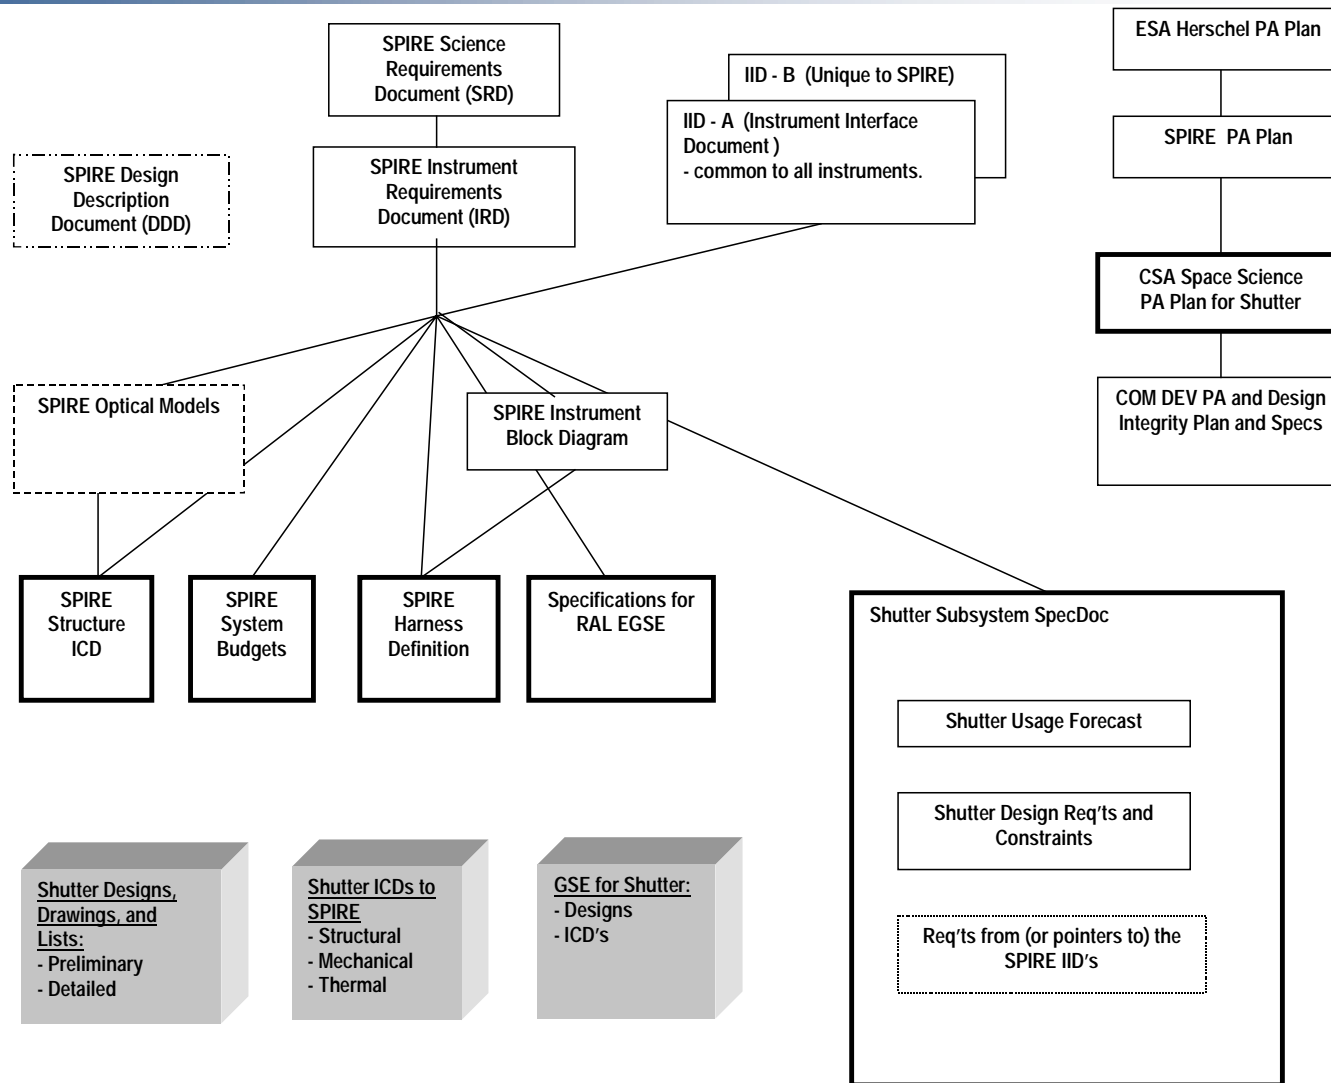 SPIRE Science
Requirements
Document (SRD)
IID - B  (Unique to SPIRE)
ESA Herschel PA Plan
IID - A  (Instrument Interface
Document )
- common to all instruments.
SPIRE  PA Plan
SPIRE Design
Description
Document (DDD)
SPIRE Instrument
Requirements
Document (IRD)
CSA Space Science
PA Plan for Shutter
SPIRE Optical Models
SPIRE Instrument
Block Diagram
COM DEV PA and Design
Integrity Plan and Specs
SPIRE
Structure
ICD
SPIRE
System
Budgets
SPIRE
Harness
Definition
Specifications for
RAL EGSE
Shutter Subsystem SpecDoc
Shutter Usage Forecast
Shutter Design Req'ts and
Constraints
Req'ts from (or pointers to) the
SPIRE IID's
Shutter Designs,
Drawings, and
Lists:
- Preliminary
- Detailed
Shutter ICDs to
SPIRE
- Structural
- Mechanical
- Thermal
GSE for Shutter:
- Designs
- ICD's